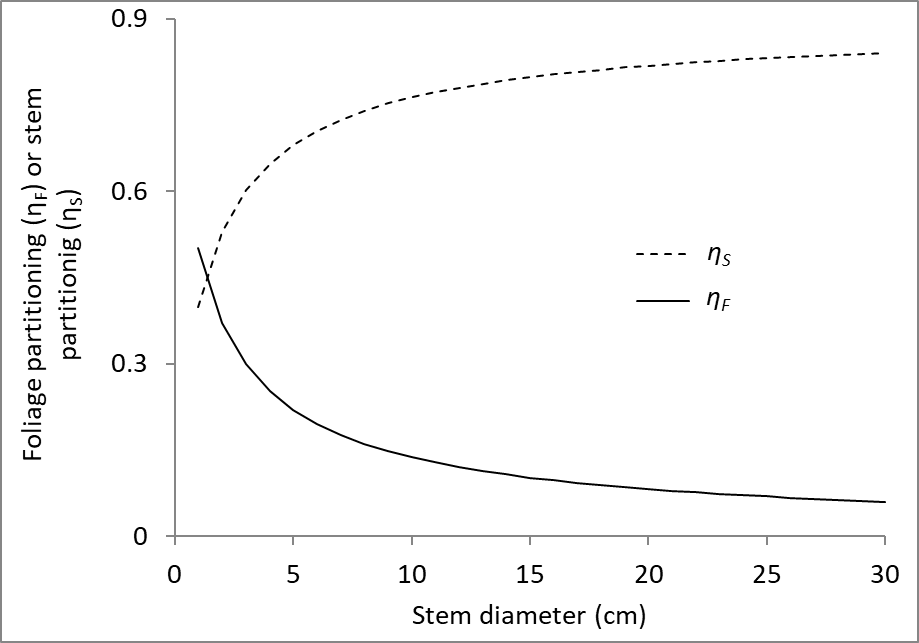 0.9
0.6
0.3
0
Foliage partitioning (ηF) or stem
partitionig (ηS)
ηS
ηF
0 5 10 15 20 25 30
Stem diameter (cm)